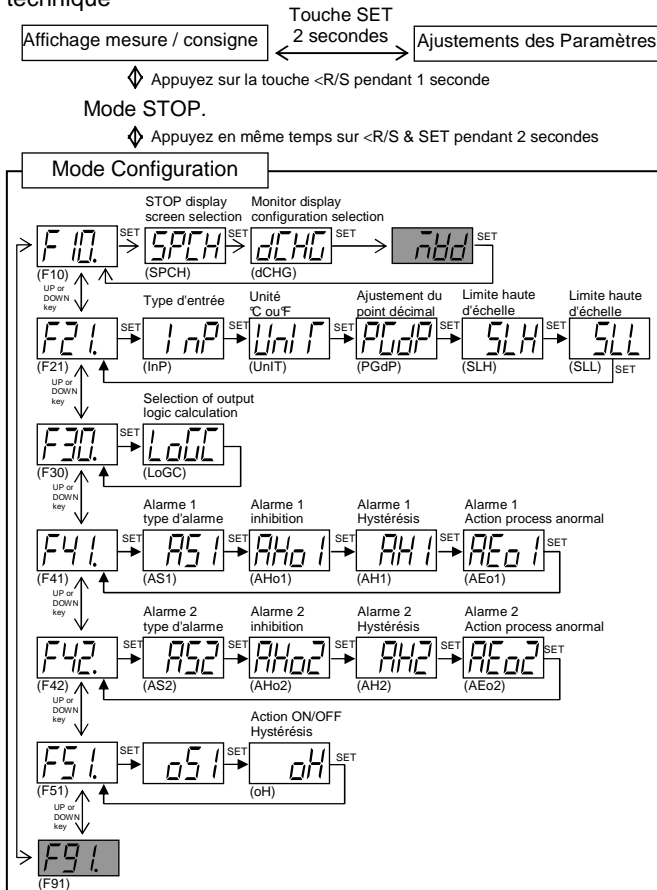 technique
Touche SET
2 secondes
Affichage mesure / consigne
Ajustements des Paramètres
Appuyez sur la touche <R/S pendant 1 seconde
Mode STOP.
Appuyez en même temps sur <R/S & SET pendant 2 secondes
Mode Configuration
STOP display
screen selection
Monitor display
configuration selection
F10. SET SPCH SET dCHG SET SET
(F10) (SPCH) (dCHG)
UP or
DOWN
key
Type d'entrée
Unité
°C ou°F
Ajustement du
point décimal
Limite haute
d'échelle
Limite haute
d'échelle
F21. SET InP SET UnIT SET PGdP SET SLH SET SLL
(F21) (InP) (UnIT) (PGdP) (SLH) (SLL) SET
UP or
DOWN
key
Selection of output
logic calculation
F30. SET LoGC
(F30) (LoGC)
UP or
DOWN
key
Alarme 1
type d'alarme
Alarme 1
inhibition
Alarme 1
Hystérésis
Alarme 1
Action process anormal
F41. SET AS1 SET AHo1 SET AH1 SET AEo1 SET
(F41) (AS1) (AHo1) (AH1) (AEo1)
UP or
DOWN
key
Alarme 2
type d'alarme
Alarme 2
inhibition
Alarme 2
Hystérésis
Alarme 2
Action process anormal
F42. SET AS2 SET AHo2 SET AH2 SET AEo2 SET
(F42) (AS2) (AHo2) (AH2) (AEo2)
UP or
DOWN
key
Action ON/OFF
Hystérésis
F51. SET oS1 SET oH SET
(F51) (oH)
UP or
DOWN
key
F91.
(F91)